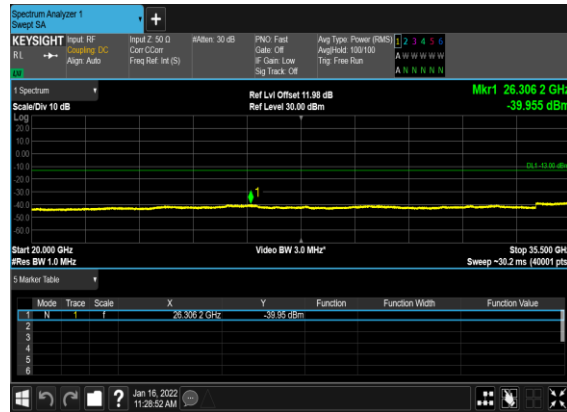 Spectrum Analyzer 1
Swept SA
+
KEYSIGHT Input: RF Input Z: 50 Ω #Atten: 30 dB PNO: Fast Avg Type: Power (RMS) 1 2 3 4 5 6
RL Coupling: DC Corr CCorr Gate: Off Avg|Hold: 100/100 A W W W W W
Align: Auto Freq Ref: Int (S) IF Gain: Low Trig: Free Run
Sig Track: Off A N N N N N
1 Spectrum Ref Lvl Offset 11.98 dB Mkr1 26.306 2 GHz
Scale/Div 10 dB Ref Level 30.00 dBm -39.955 dBm
Log
20.0
10.0
0.00
-10.0 DL1 -13.00 dBm
-20.0
-30.0 1
-40.0
-50.0
-60.0
Start 20.000 GHz Video BW 3.0 MHz* Stop 35.500 GHz
#Res BW 1.0 MHz Sweep ~30.2 ms (40001 pts)
5 Marker Table
Mode Trace Scale X Y Function Function Width Function Value
1 N 1 f 26.306 2 GHz -39.95 dBm
2
3
4
5
6
? Jan 16, 2022
11:28:52 AM